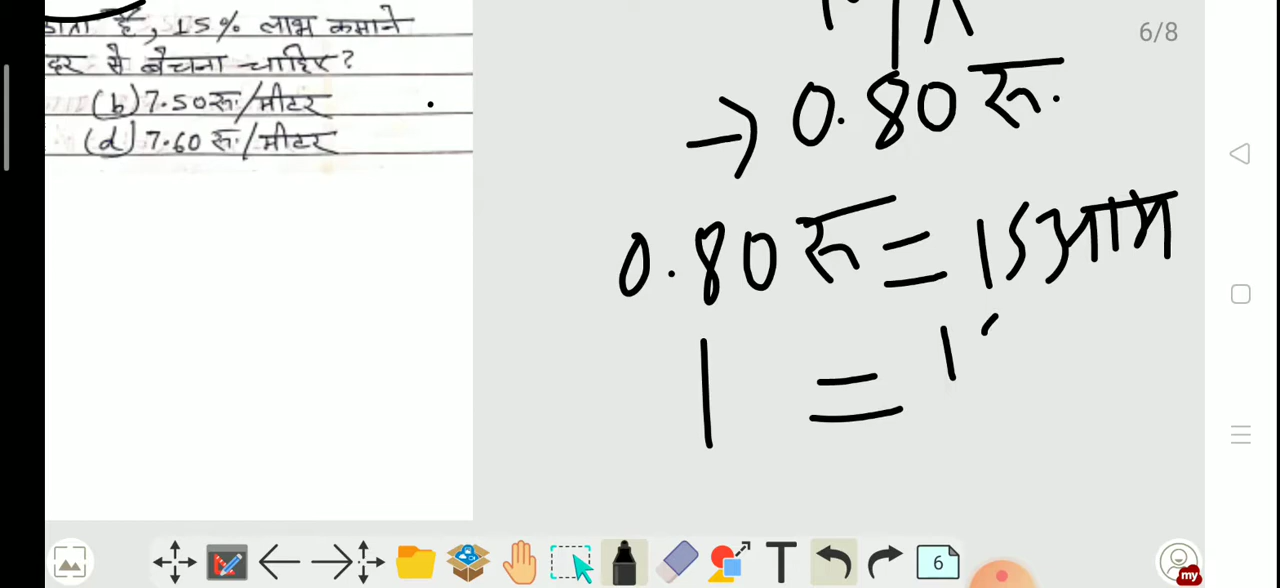 है, 15% लाभ कमाने
दर से बेचना चाहिए?
(b) 7.50 रू./मीटर
(d) 7.60 रू./मीटर
6/8
→ 0.80 रू.
0.80 रू = 15 आम
1 = 1
T
6
my